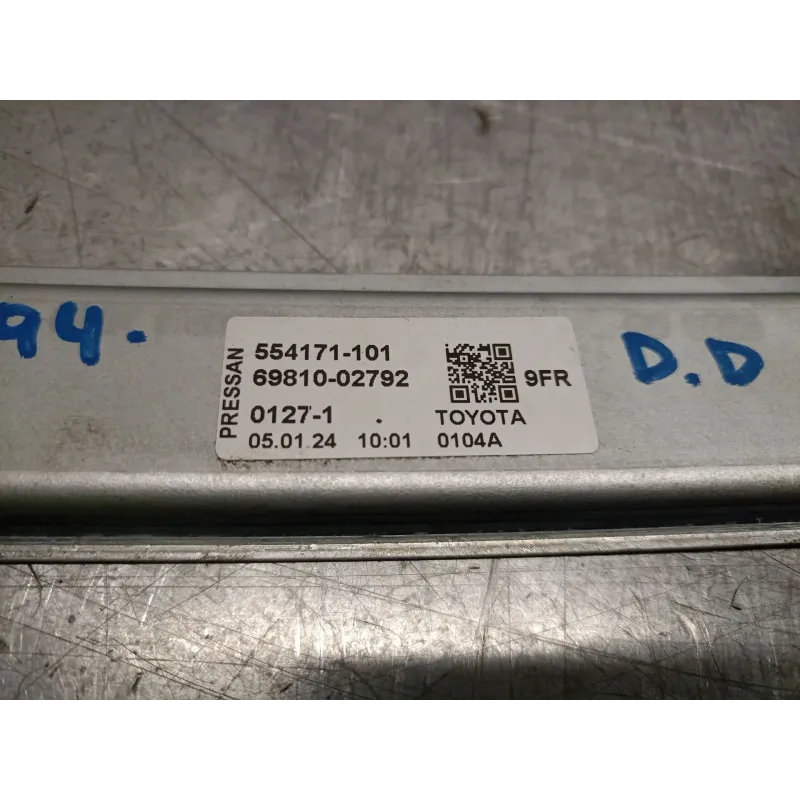 94.
PRESSAN
554171-101
69810-02792
9FR
0127-1 . TOYOTA
05.01.24 10:01 0104A
D.D